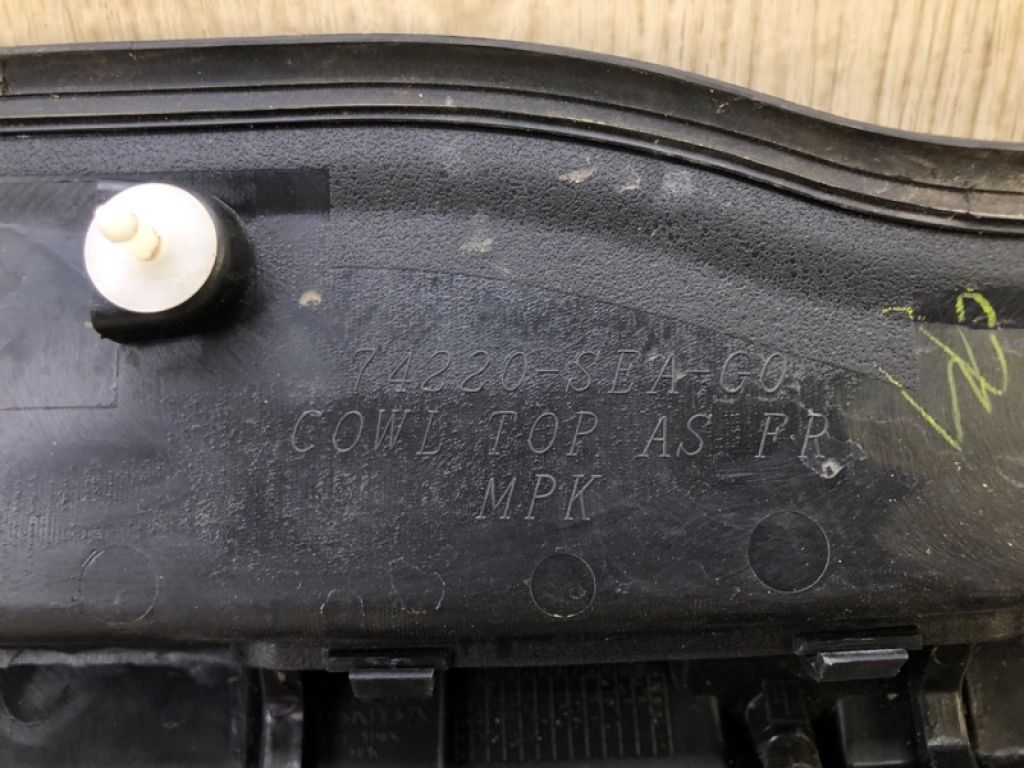 74220-SEA-G0
COWL TOP AS FR
MPK